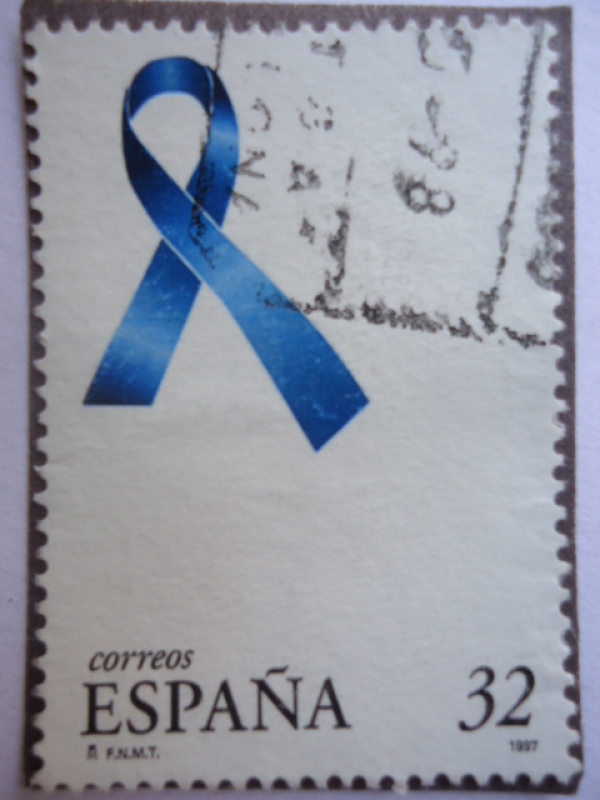 correos
ESPAÑA 32
F.N.M.T. 1997